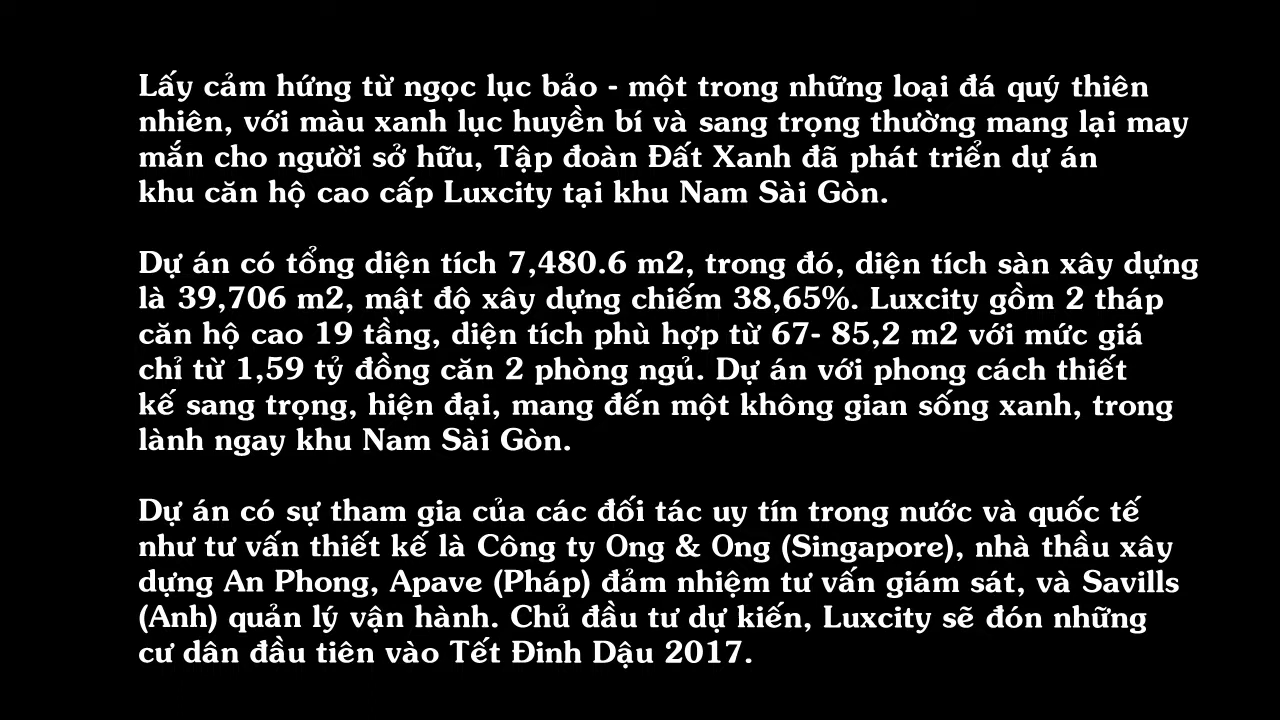 Lấy cảm hứng từ ngọc lục bảo - một trong những loại đá quý thiên
nhiên, với màu xanh lục huyền bí và sang trọng thường mang lại may
mắn cho người sở hữu, Tập đoàn Đất Xanh đã phát triển dự án
khu căn hộ cao cấp Luxcity tại khu Nam Sài Gòn.
Dự án có tổng diện tích 7,480.6 m2, trong đó, diện tích sàn xây dựng
là 39,706 m2, mật độ xây dựng chiếm 38,65%. Luxcity gồm 2 tháp
căn hộ cao 19 tầng, diện tích phù hợp từ 67- 85,2 m2 với mức giá
chỉ từ 1,59 tỷ đồng căn 2 phòng ngủ. Dự án với phong cách thiết
kế sang trọng, hiện đại, mang đến một không gian sống xanh, trong
lành ngay khu Nam Sài Gòn.
Dự án có sự tham gia của các đối tác uy tín trong nước và quốc tế
như tư vấn thiết kế là Công ty Ong & Ong (Singapore), nhà thầu xây
dựng An Phong, Apave (Pháp) đảm nhiệm tư vấn giám sát, và Savills
(Anh) quản lý vận hành. Chủ đầu tư dự kiến, Luxcity sẽ đón những
cư dân đầu tiên vào Tết Đinh Dậu 2017.